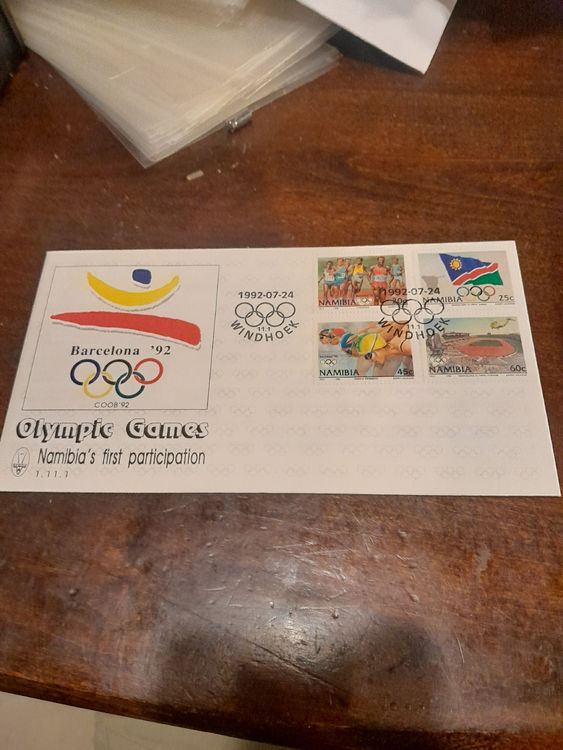 Barcelona '92
COOB'92
Olympic Games
Namibia's first participation
1.11.1
1992-07-24
11.1
WINDHOEK
NAMIBIA 20c
25c
NAMIBIA 45c
NAMIBIA 60c
1992-07-24
11.1
WINDHOEK